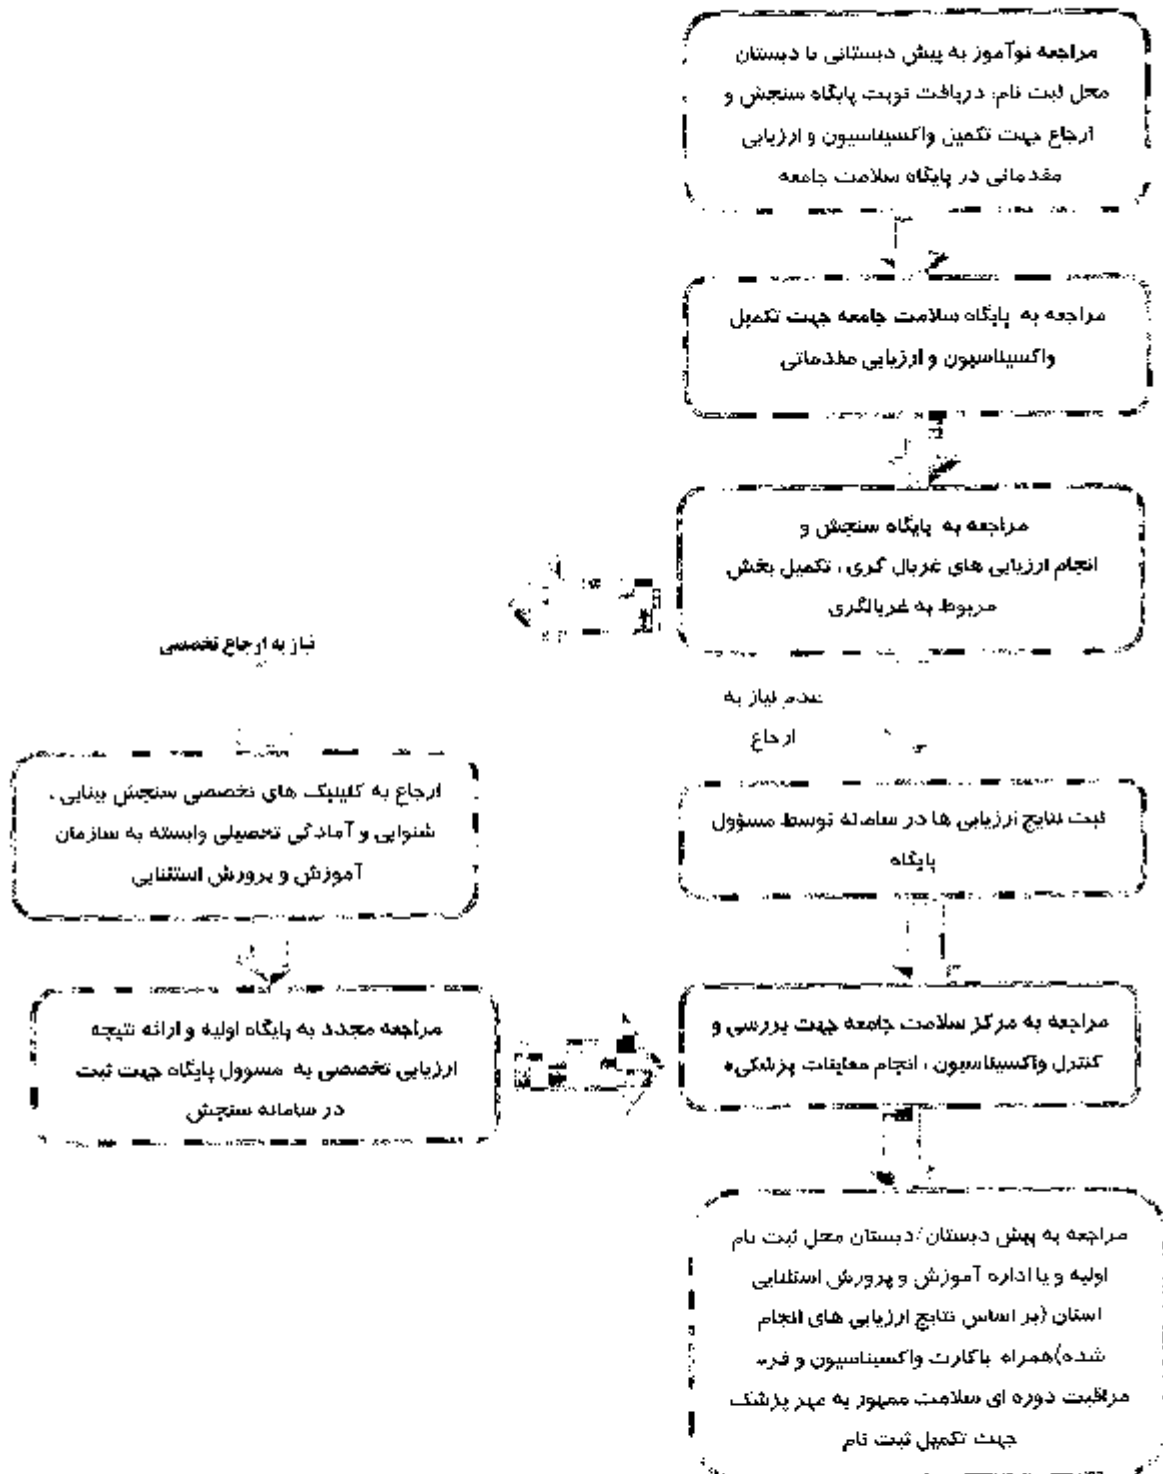 مراجعه نوآموز به پیش دبستانی یا دبستان
محل ثبت نام، دریافت نوبت پایگاه سنجش و
ارجاع جهت تکمیل واکسیناسیون و ارزیابی
مقدماتی در پایگاه سلامت جامعه
مراجعه به پایگاه سلامت جامعه جهت تکمیل
واکسیناسیون و ارزیابی مقدماتی
مراجعه به پایگاه سنجش و
انجام ارزیابی های غربال گری ، تکمیل بخش
مربوط به غربالگری
نیاز به ارجاع تخصصی
عدم نیاز به
ارجاع
ارجاع به کلینیک های تخصصی سنجش بینایی ،
شنوایی و آمادگی تحصیلی وابسته به سازمان
آموزش و پرورش استثنایی
ثبت نتایج ارزیابی ها در سامانه توسط مسؤول
پایگاه
مراجعه مجدد به پایگاه اولیه و ارائه نتیجه
ارزیابی تخصصی به مسوول پایگاه جهت ثبت
در سامانه سنجش
مراجعه به مرکز سلامت جامعه جهت بررسی و
کنترل واکسیناسیون ، انجام معاینات پزشکی*
مراجعه به پیش دبستان/دبستان محل ثبت نام
اولیه و یا اداره آموزش و پرورش استثنایی
استان (بر اساس نتایج ارزیابی های انجام
شده)همراه باکارت واکسیناسیون و فرم
مراقبت دوره ای سلامت ممهور به مهر پزشک
جهت تکمیل ثبت نام